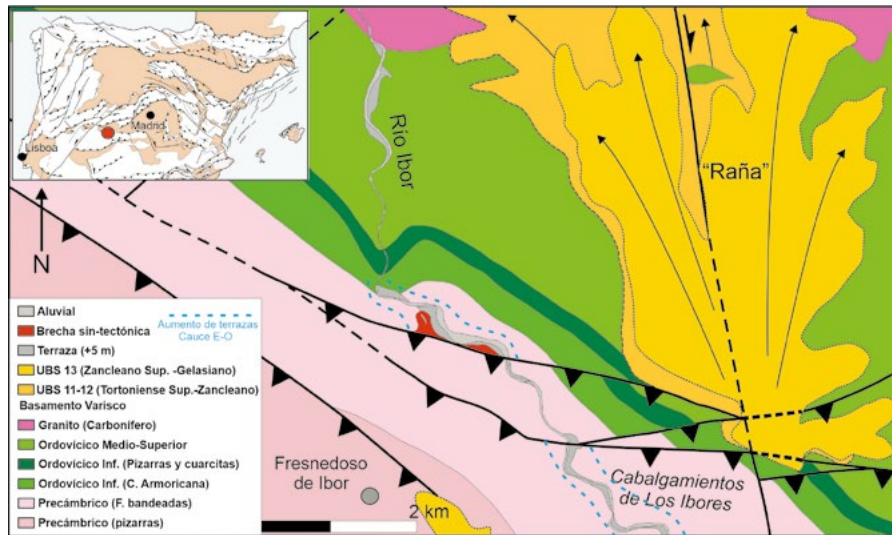 Madrid
Lisboa
N
Río Ibor
"Raña"
Aluvial
Brecha sin-tectónica
Terraza (+5 m)
UBS 13 (Zancleano Sup. -Gelasiano)
UBS 11-12 (Tortoniense Sup.-Zancleano)
Basamento Varisco
Granito (Carbonífero)
Ordovícico Medio-Superior
Ordovícico Inf. (Pizarras y cuarcitas)
Ordovícico Inf. (C. Armoricana)
Precámbrico (F. bandeadas)
Precámbrico (pizarras)
Aumento de terrazas
Cauce E-O
Fresnedoso
de Ibor
2 km
Cabalgamientos
de Los Ibores